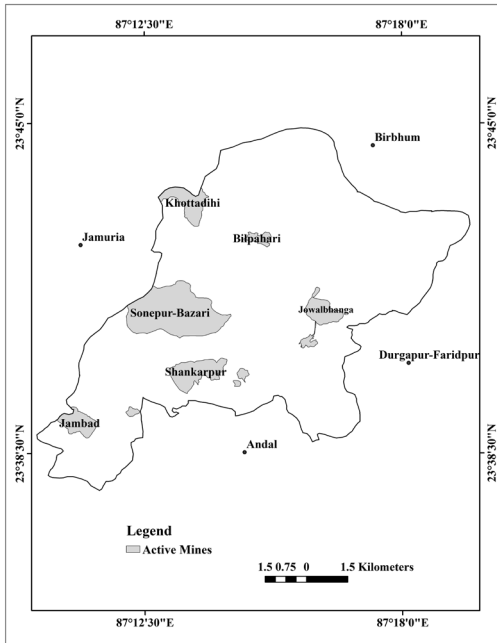 87°12'30"E
87°18'0"E
23°45'0"N
23°45'0"N
Birbhum
Khottadihi
Jamuria
Bilpahari
Sonepur-Bazari
Jowalbhanga
Durgapur-Faridpur
Shankarpur
Jambad
Andal
23°38'30"N
23°38'30"N
Legend
Active Mines
1.5 0.75 0 1.5 Kilometers
87°12'30"E
87°18'0"E